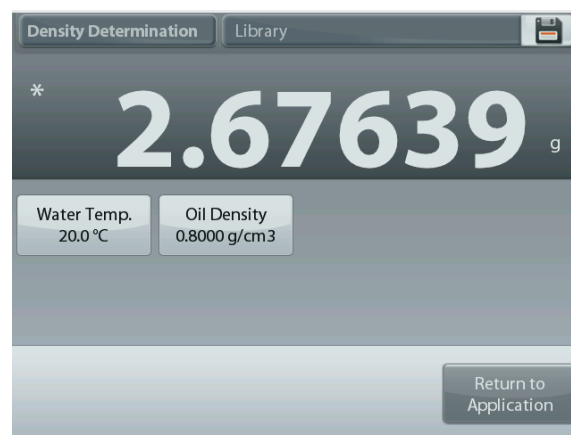 Density Determination
Library
*
2.67639 g
Water Temp.
20.0 °C
Oil Density
0.8000 g/cm3
Return to
Application